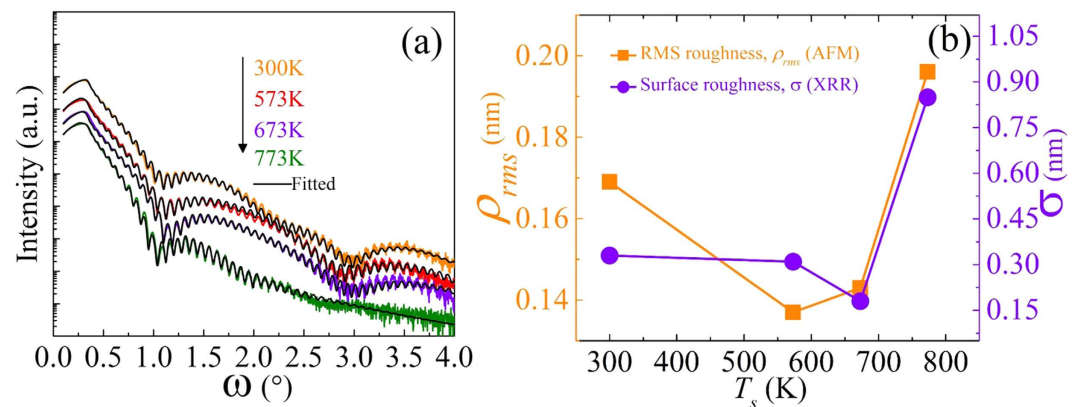 (a)
300K
573K
673K
773K
Fitted
Intensity (a.u.)
0.0 0.5 1.0 1.5 2.0 2.5 3.0 3.5 4.0
ω (°)
(b)
RMS roughness, ρrms (AFM)
Surface roughness, σ (XRR)
0.20
0.18
0.16
0.14
ρrms (nm)
1.05
0.90
0.75
0.60
0.45
0.30
0.15
σ (nm)
300 400 500 600 700 800
Ts (K)